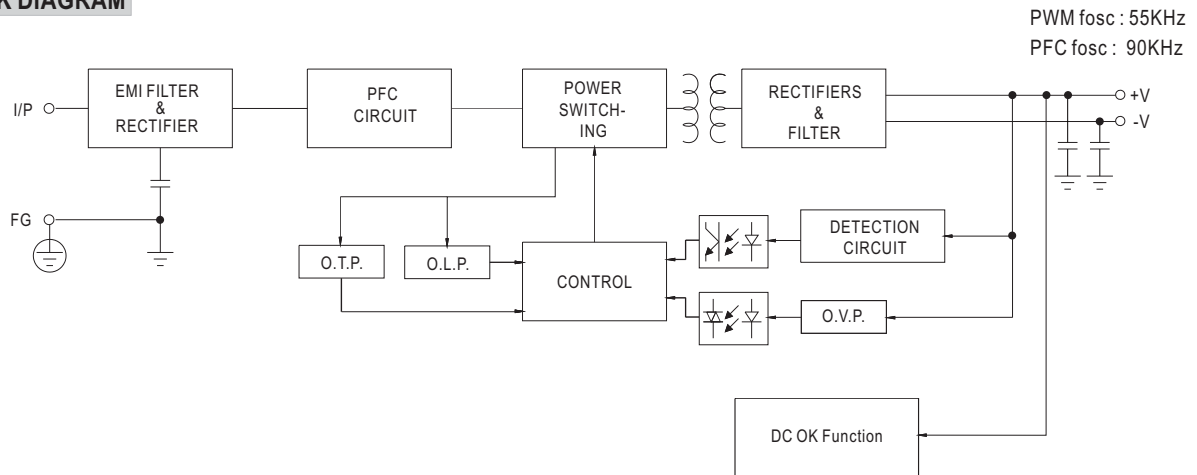 DIAGRAM
PWM fosc : 55KHz
PFC fosc : 90KHz
I/P
EMI FILTER
&
RECTIFIER
PFC
CIRCUIT
POWER
SWITCH-
ING
RECTIFIERS
&
FILTER
+V
-V
FG
O.T.P.
O.L.P.
CONTROL
DETECTION
CIRCUIT
O.V.P.
DC OK Function